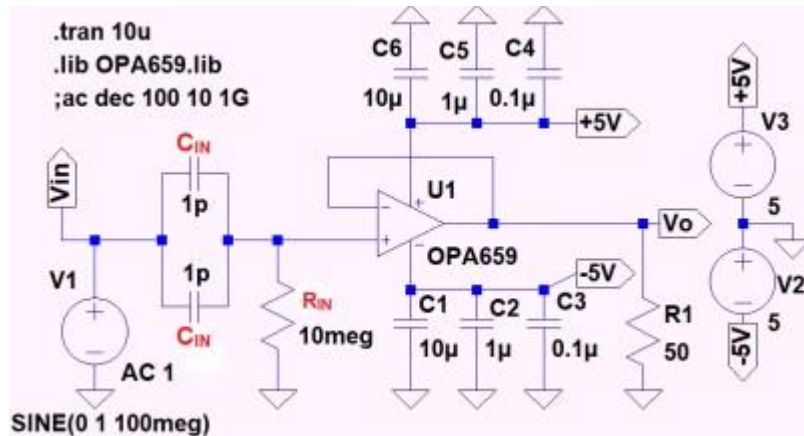 .tran 10u
.lib OPA659.lib
;ac dec 100 10 1G
C6
10µ
C5
1µ
C4
0.1µ
+5V
+5V
V3
5
Vin
CIN
1p
1p
CIN
V1
AC 1
SINE(0 1 100meg)
RIN
10meg
U1
OPA659
Vo
-5V
C1
10µ
C2
1µ
C3
0.1µ
R1
50
V2
5
-5V